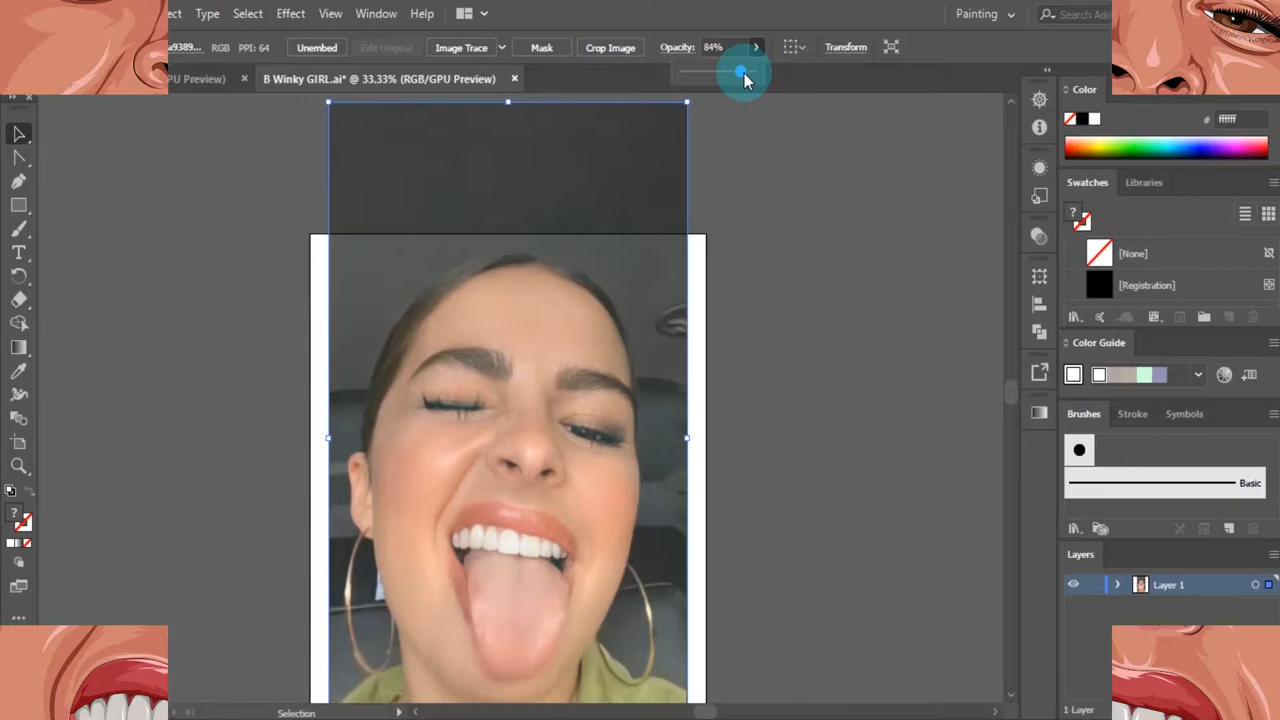 Type Select Effect View Window Help
Painting
Search Ado
a9389... RGB PPI: 64 Unembed Edit Original Image Trace Mask Crop Image Opacity: 84% Transform
PU Preview) × B Winky GIRL.ai* @ 33.33% (RGB/GPU Preview) ×
Color
# ffffff
Swatches Libraries
[None]
[Registration]
Color Guide
Brushes Stroke Symbols
Basic
Layers
Layer 1
Selection
1 Layer